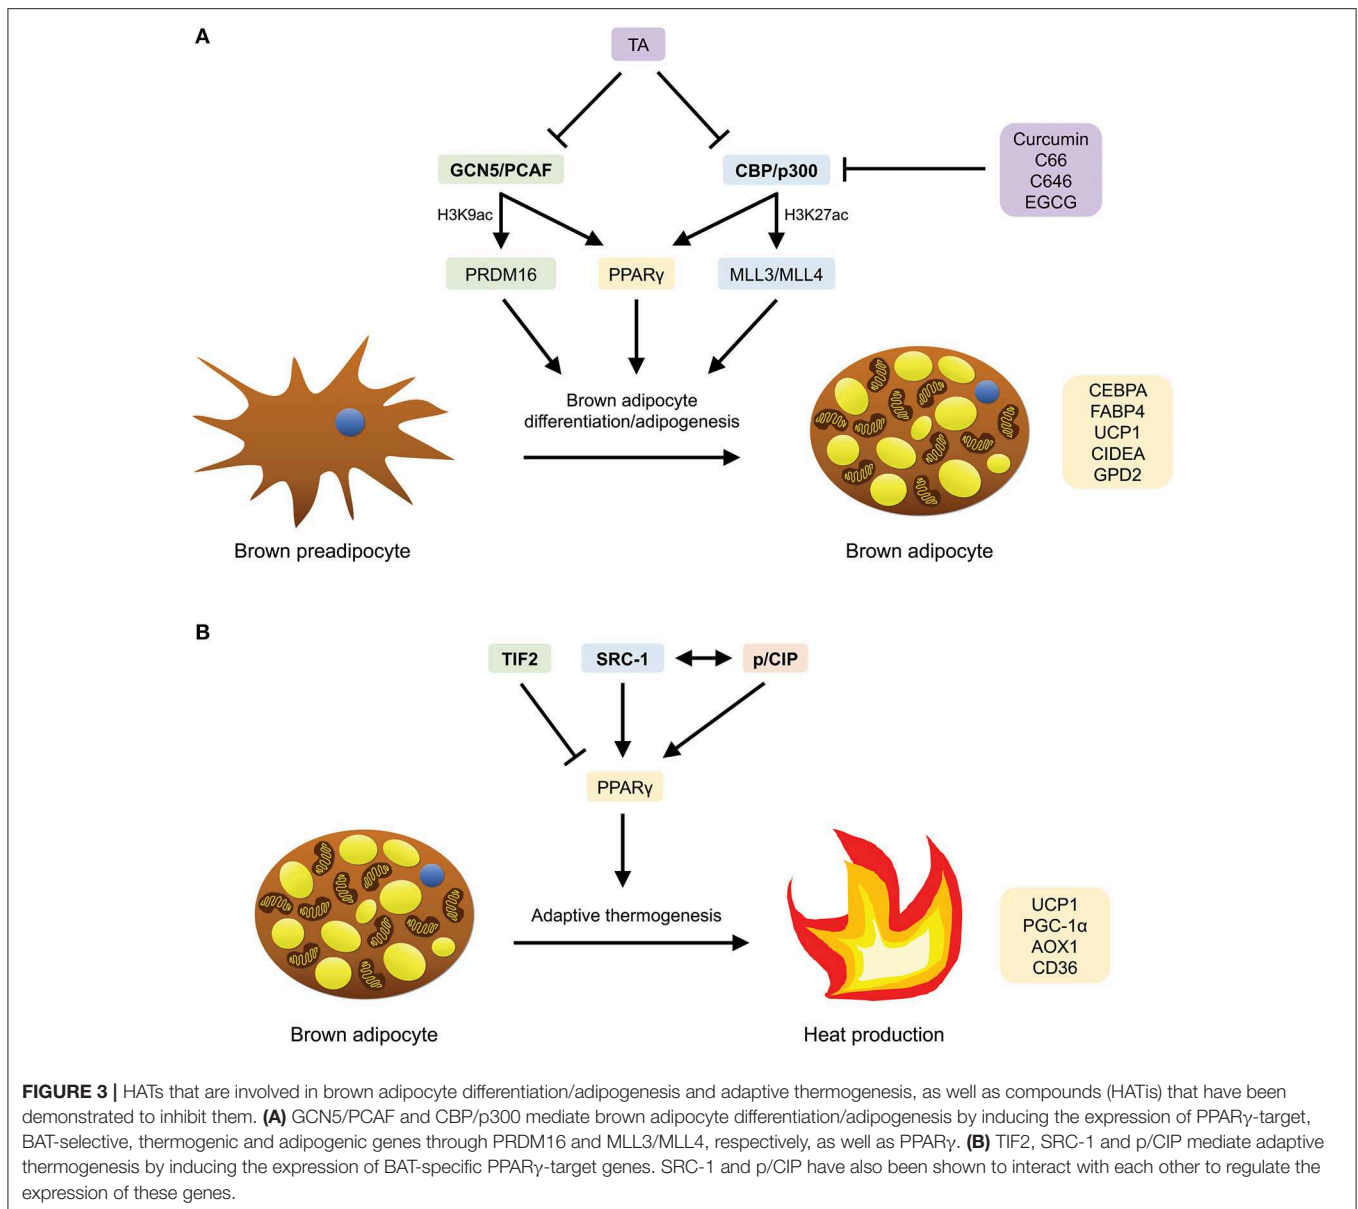 A
TA
GCN5/PCAF
CBP/p300
Curcumin
C66
C646
EGCG
H3K9ac
H3K27ac
PRDM16
PPARγ
MLL3/MLL4
Brown adipocyte
differentiation/adipogenesis
CEBPA
FABP4
UCP1
CIDEA
GPD2
Brown preadipocyte
Brown adipocyte
B
TIF2
SRC-1
p/CIP
PPARγ
Adaptive thermogenesis
UCP1
PGC-1α
AOX1
CD36
Brown adipocyte
Heat production
FIGURE 3 | HATs that are involved in brown adipocyte differentiation/adipogenesis and adaptive thermogenesis, as well as compounds (HATis) that have been
demonstrated to inhibit them. (A) GCN5/PCAF and CBP/p300 mediate brown adipocyte differentiation/adipogenesis by inducing the expression of PPARγ-target,
BAT-selective, thermogenic and adipogenic genes through PRDM16 and MLL3/MLL4, respectively, as well as PPARγ. (B) TIF2, SRC-1 and p/CIP mediate adaptive
thermogenesis by inducing the expression of BAT-specific PPARγ-target genes. SRC-1 and p/CIP have also been shown to interact with each other to regulate the
expression of these genes.